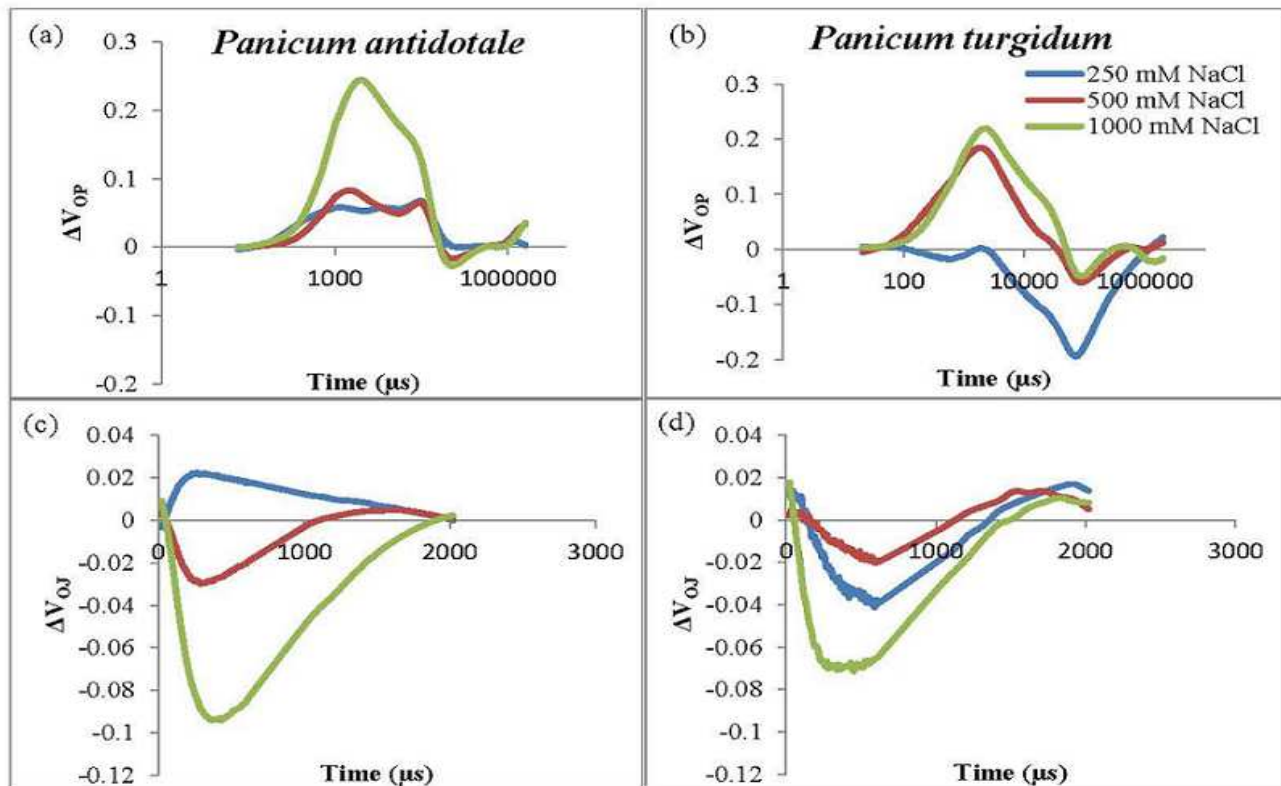 (a)
Panicum antidotale
0.3
0.2
0.1
0
-0.1
-0.2
ΔV_OP
1
1000
1000000
Time (μs)
(b)
Panicum turgidum
250 mM NaCl
500 mM NaCl
1000 mM NaCl
0.3
0.2
0.1
0
-0.1
-0.2
ΔV_OP
1
100
10000
1000000
Time (μs)
(c)
0.04
0.02
0
-0.02
-0.04
-0.06
-0.08
-0.1
-0.12
ΔV_OJ
0
1000
2000
3000
Time (μs)
(d)
0.04
0.02
0
-0.02
-0.04
-0.06
-0.08
-0.1
-0.12
ΔV_OJ
0
1000
2000
3000
Time (μs)